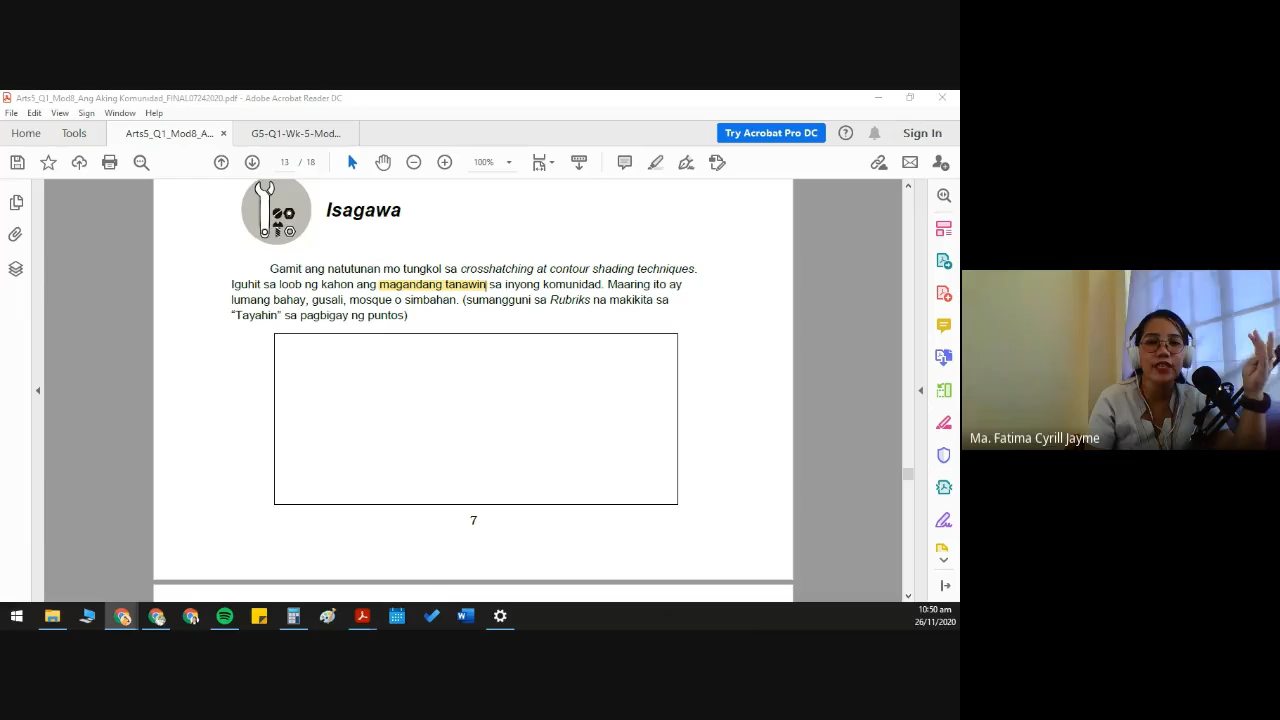 Arts5_Q1_Mod8_Ang Aking Komunidad_FINAL07242020.pdf - Adobe Acrobat Reader DC
File Edit View Sign Window Help
Home Tools Arts5_Q1_Mod8_A... × G5-Q1-Wk-5-Mod... Try Acrobat Pro DC Sign In
13 / 18 100%
Isagawa
Gamit ang natutunan mo tungkol sa crosshatching at contour shading techniques.
Iguhit sa loob ng kahon ang magandang tanawin sa inyong komunidad. Maaring ito ay
lumang bahay, gusali, mosque o simbahan. (sumangguni sa Rubriks na makikita sa
“Tayahin” sa pagbigay ng puntos)
7
Ma. Fatima Cyrill Jayme
10:50 am
26/11/2020